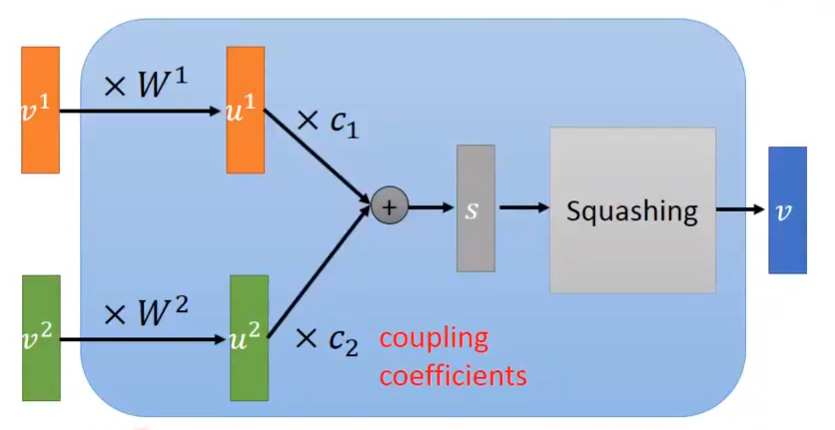 × W¹
v¹
u¹
× c₁
+
s
Squashing
v
× W²
v²
u²
× c₂
coupling
coefficients